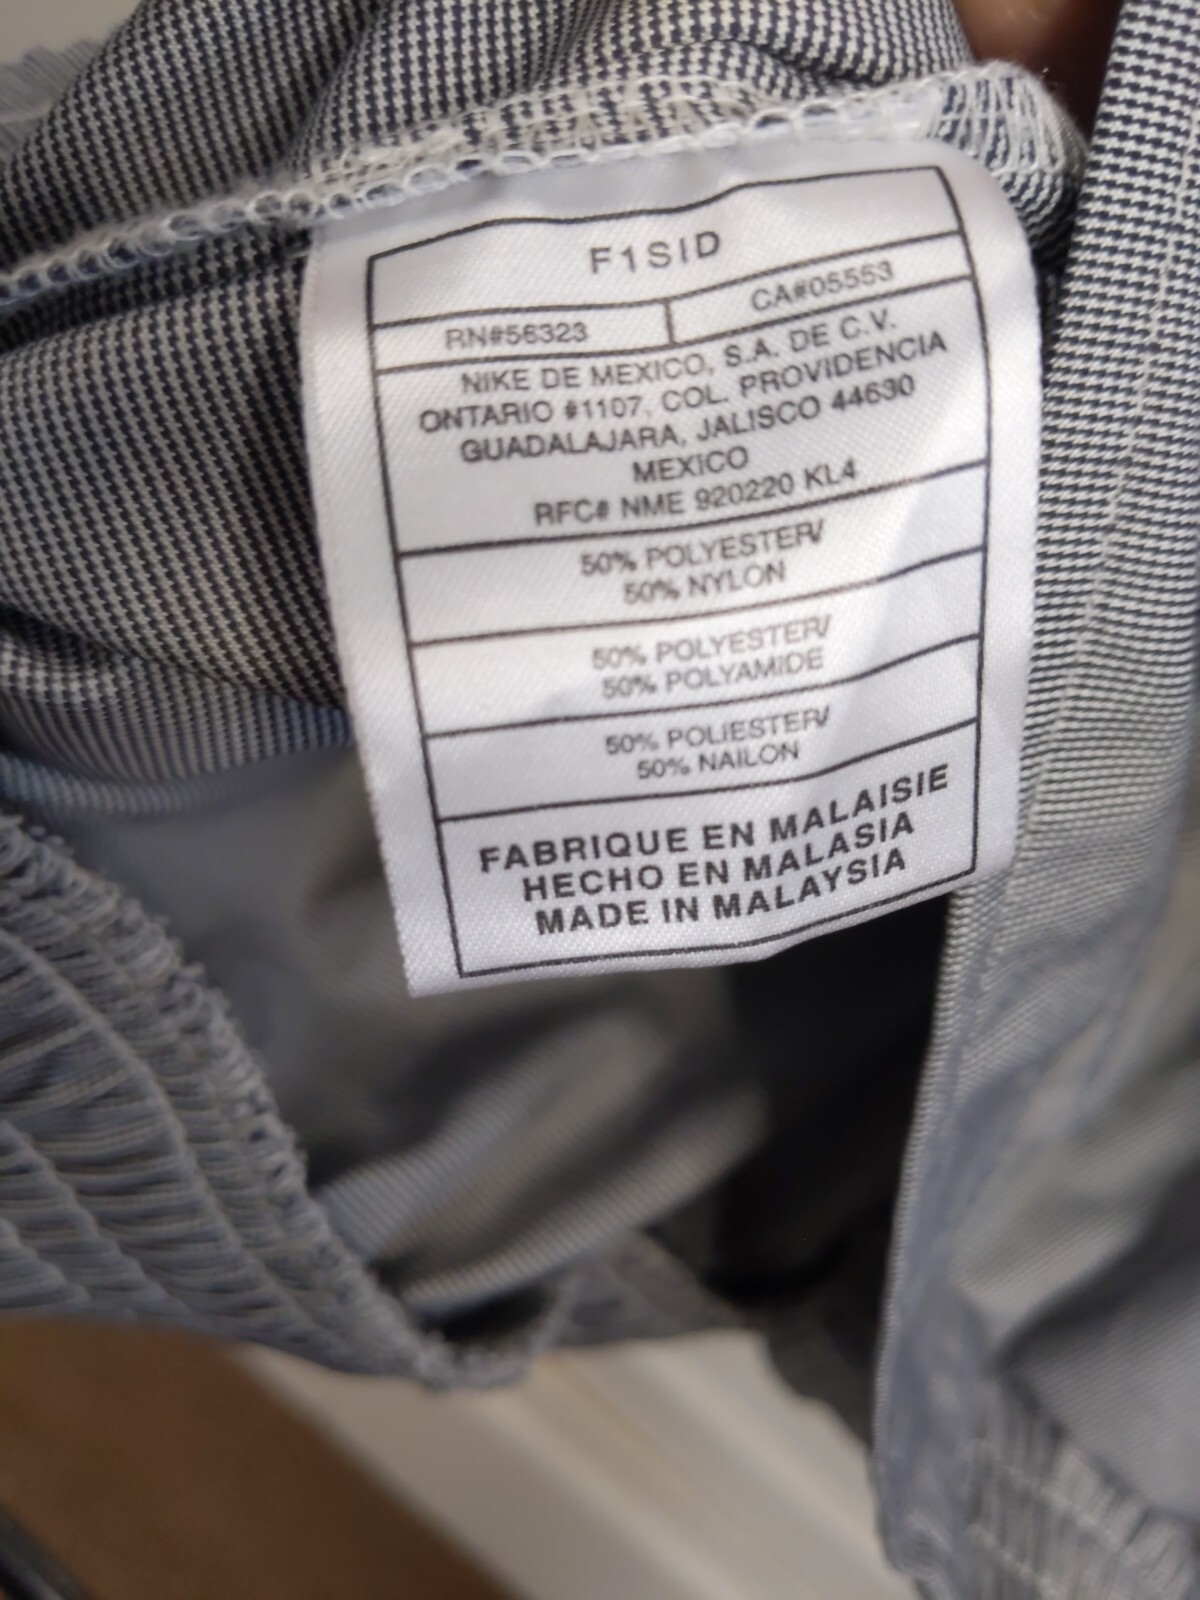 F1SID
RN#56323
CA#05553
NIKE DE MEXICO, S.A. DE C.V.
ONTARIO #1107, COL. PROVIDENCIA
GUADALAJARA, JALISCO 44630
MEXICO
RFC# NME 920220 KL4
50% POLYESTER/
50% NYLON
50% POLYESTER/
50% POLYAMIDE
50% POLIESTER/
50% NAILON
FABRIQUE EN MALAISIE
HECHO EN MALASIA
MADE IN MALAYSIA